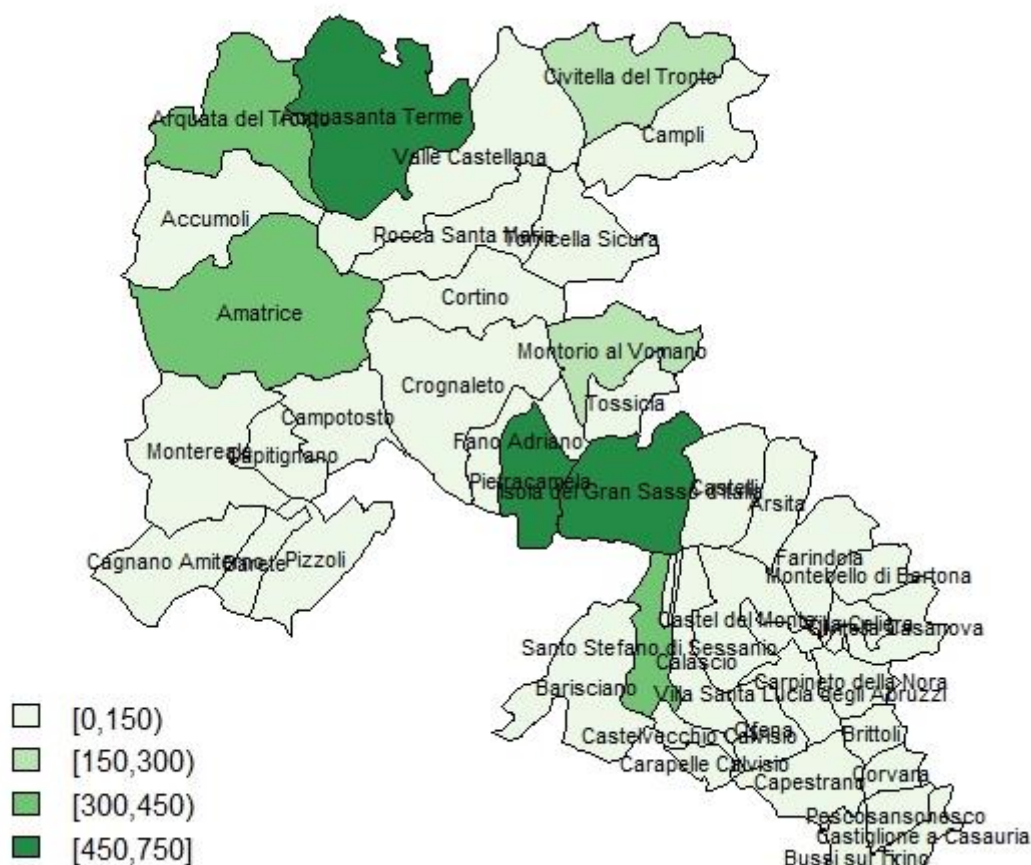 Civitella del Tronto
Arquata del Tronto
Acquasanta Terme
Campli
Valle Castellana
Accumoli
Rocca Santa Maria
Torricella Sicura
Cortino
Amatrice
Montorio al Vomano
Crognaleto
Tossicia
Campotosto
Fano Adriano
Montereale
Capitignano
Pietracamela
Isola del Gran Sasso d'Italia
Castelli
Arsita
Cagnano Amiterno
Barete
Pizzoli
Farindola
Montebello di Bertona
Castel del Monte
Villa Celiera
Civitella Casanova
Santo Stefano di Sessanio
Calascio
Carpineto della Nora
Barisciano
Villa Santa Lucia degli Abruzzi
Castelvecchio Calvisio
Ofena
Brittoli
Carapelle Calvisio
Capestrano
Corvara
Pescosansonesco
Castiglione a Casauria
Bussi sul Tirino
[0,150)
[150,300)
[300,450)
[450,750]